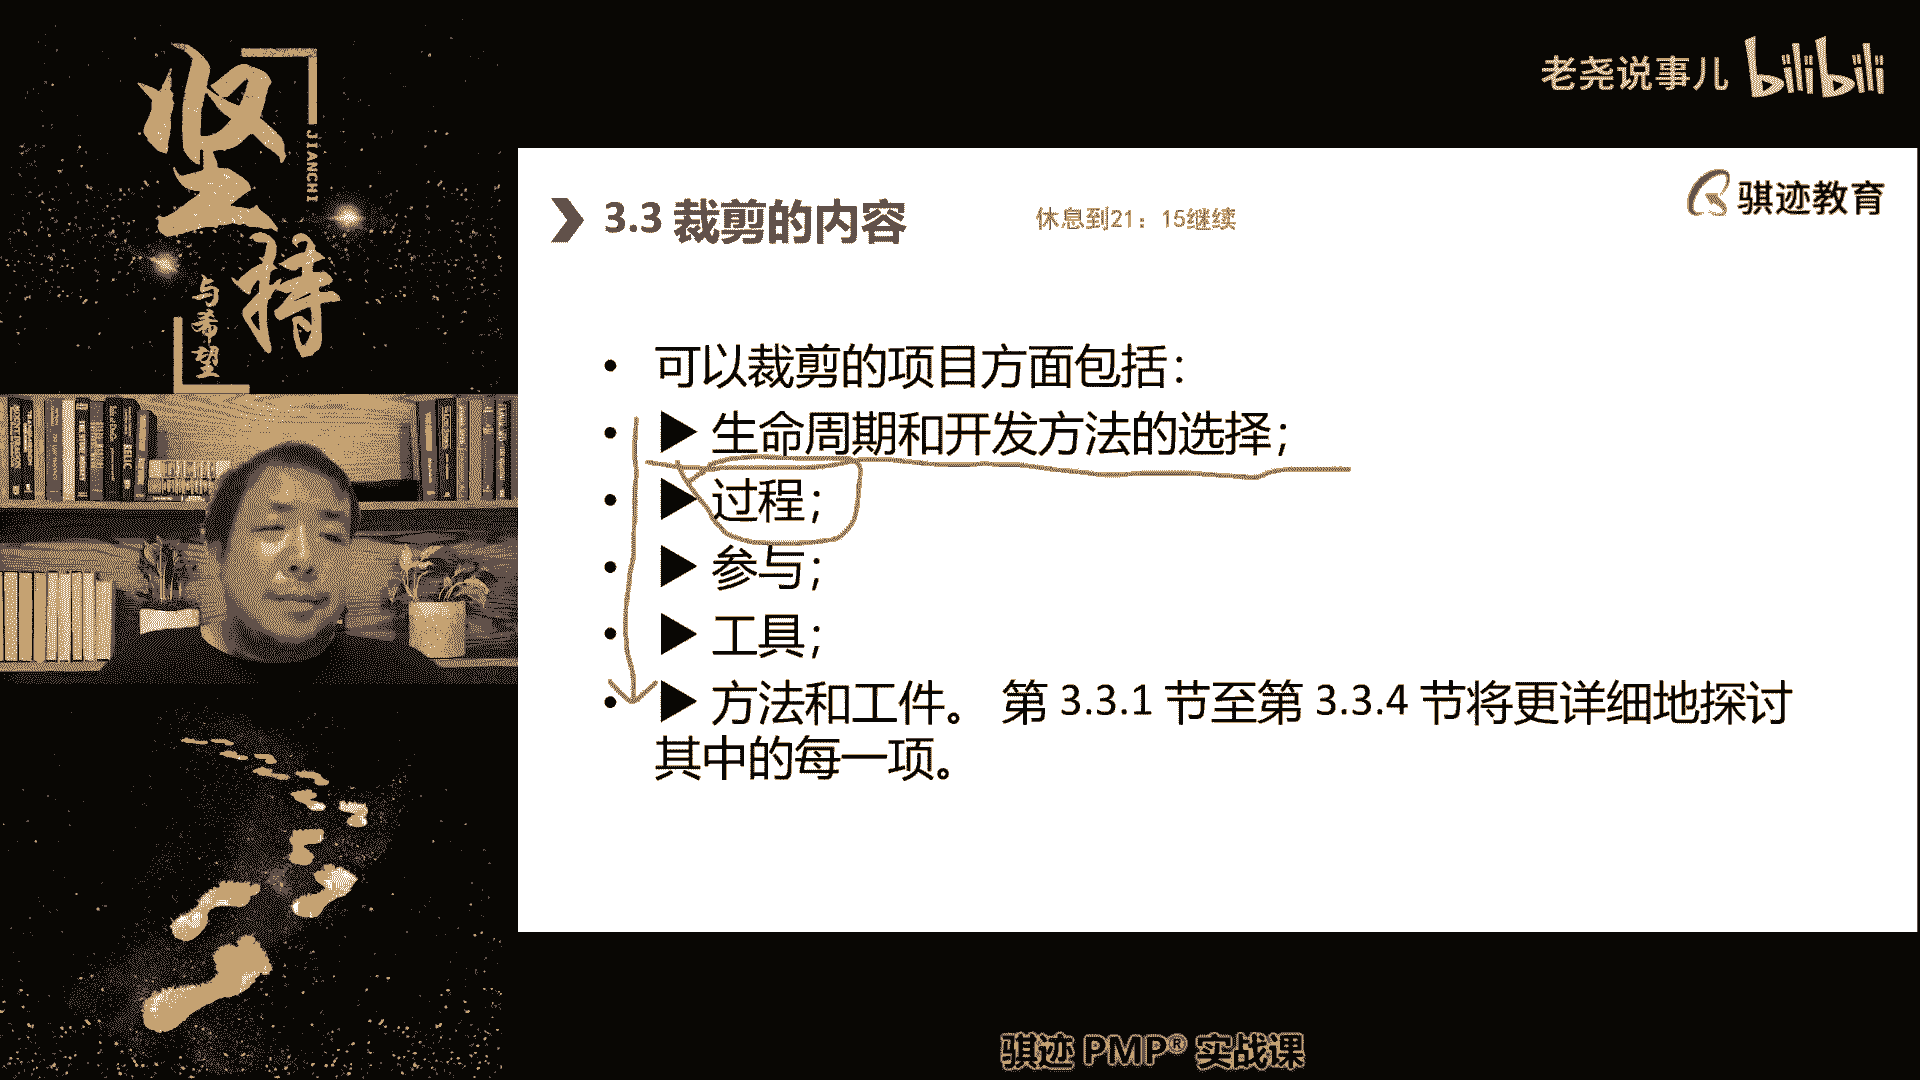 坚持
JIANCHI
与希望
老尧说事儿 bilibili
骐迹教育
3.3 裁剪的内容
休息到21：15继续
• 可以裁剪的项目方面包括：
• ▶ 生命周期和开发方法的选择；
• ▶ 过程；
• ▶ 参与；
• ▶ 工具；
• ▶ 方法和工件。 第 3.3.1 节至第 3.3.4 节将更详细地探讨
其中的每一项。
骐迹 PMP® 实战课